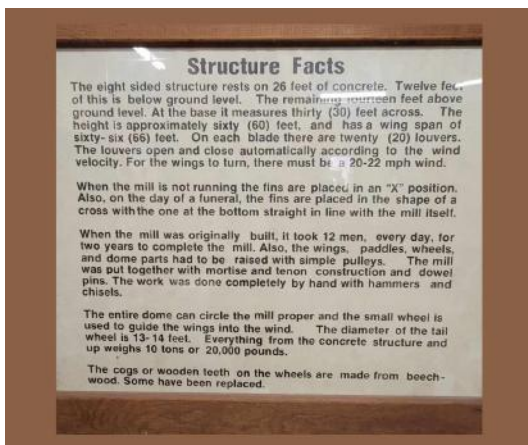 Structure Facts
The eight sided structure rests on 26 feet of concrete. Twelve feet
of this is below ground level. The remaining fourteen feet above
ground level. At the base it measures thirty (30) feet across. The
height is approximately sixty (60) feet, and has a wing span of
sixty-six (66) feet. On each blade there are twenty (20) louvers.
The louvers open and close automatically according to the wind
velocity. For the wings to turn, there must be a 20-22 mph wind.
When the mill is not running the fins are placed in an "X" position.
Also, on the day of a funeral, the fins are placed in the shape of a
cross with the one at the bottom straight in line with the mill itself.
When the mill was originally built, it took 12 men, every day, for
two years to complete the mill. Also, the wings, paddles, wheels,
and dome parts had to be raised with simple pulleys. The mill
was put together with mortise and tenon construction and dowel
pins. The work was done completely by hand with hammers and
chisels.
The entire dome can circle the mill proper and the small wheel is
used to guide the wings into the wind. The diameter of the tail
wheel is 13-14 feet. Everything from the concrete structure and
up weighs 10 tons or 20,000 pounds.
The cogs or wooden teeth on the wheels are made from beech-
wood. Some have been replaced.